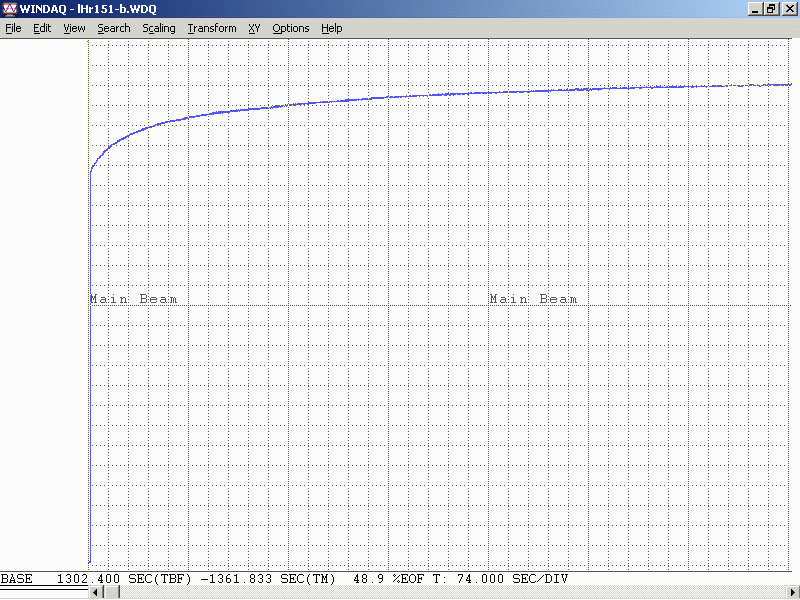 WINDAQ - lHr151-b.WDQ
File Edit View Search Scaling Transform XY Options Help
Main Beam Main Beam
BASE 1302.400 SEC(TBF) -1361.833 SEC(TM) 48.9 %EOF T: 74.000 SEC/DIV